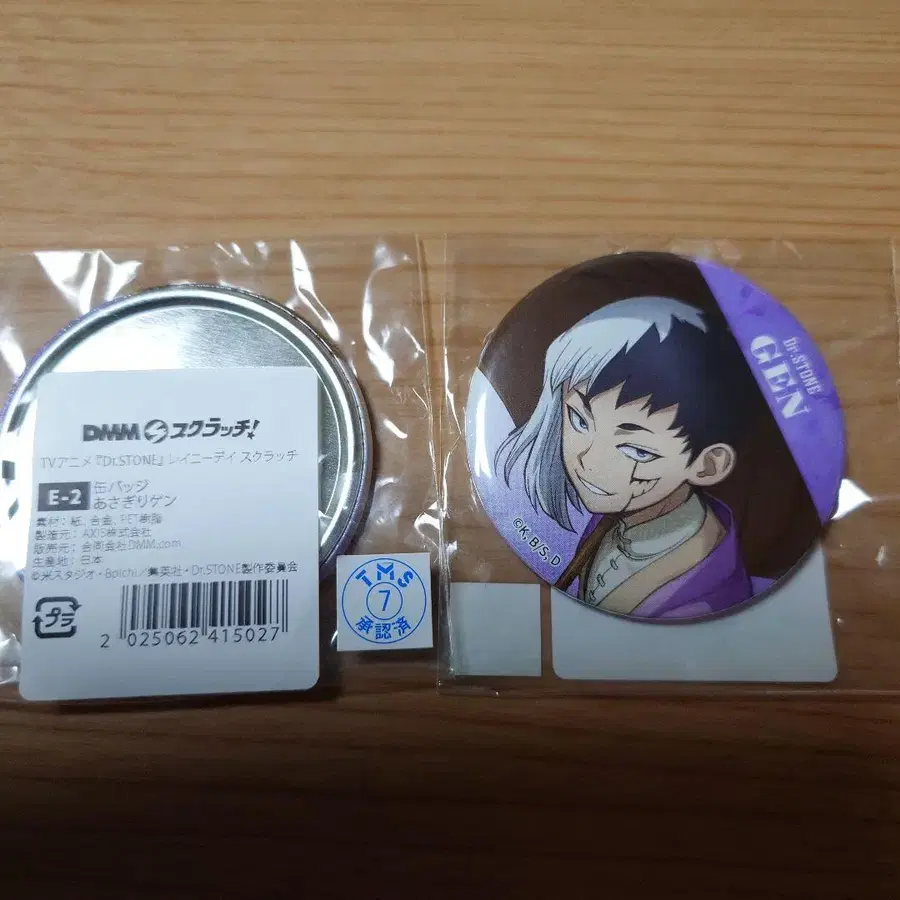 DMM スクラッチ!
TVアニメ『Dr.STONE』レイニーデイ スクラッチ
E-2 缶バッジ
あさぎりゲン
素材：紙、合金、PET樹脂
製造元：AXIS株式会社
販売元：合同会社DMM.com
生産地：日本
©米スタジオ・Boichi／集英社・Dr.STONE製作委員会
プラ
2 025062 415027
TMS
7
承認済
Dr.STONE
GEN
©K, B/S, D